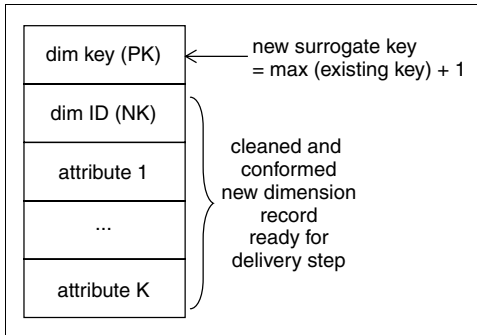 dim key (PK)
new surrogate key
= max (existing key) + 1
dim ID (NK)
attribute 1
...
attribute K
cleaned and
conformed
new dimension
record
ready for
delivery step